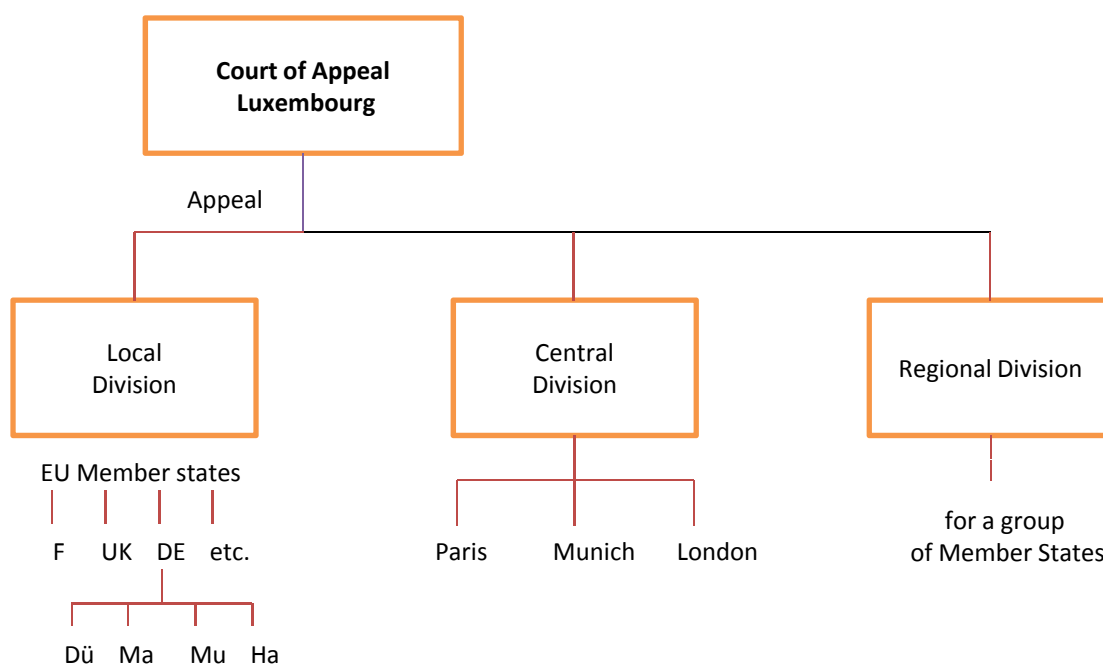 Court of Appeal
Luxembourg
Appeal
Local
Division
Central
Division
Regional Division
EU Member states
F UK DE etc.
Paris Munich London
for a group
of Member States
Dü Ma Mu Ha